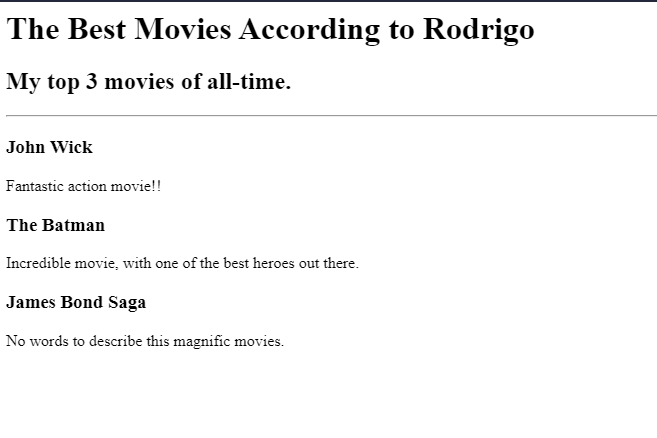 The Best Movies According to Rodrigo
My top 3 movies of all-time.
John Wick
Fantastic action movie!!
The Batman
Incredible movie, with one of the best heroes out there.
James Bond Saga
No words to describe this magnific movies.